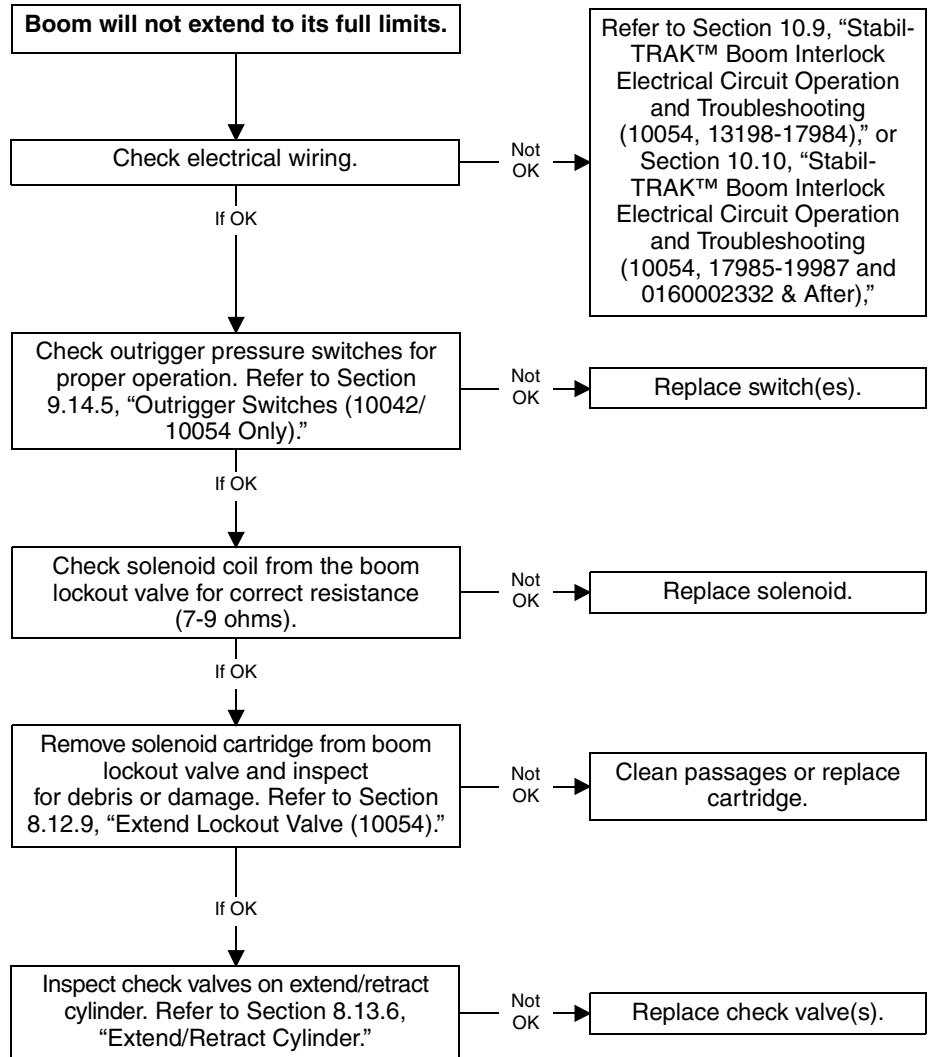 Boom will not extend to its full limits.
Refer to Section 10.9, “Stabil-
TRAK™ Boom Interlock
Electrical Circuit Operation
and Troubleshooting
(10054, 13198-17984),” or
Section 10.10, “Stabil-
TRAK™ Boom Interlock
Electrical Circuit Operation
and Troubleshooting
(10054, 17985-19987 and
0160002332 & After),”
Check electrical wiring.
Not
OK
If OK
Check outrigger pressure switches for
proper operation. Refer to Section
9.14.5, “Outrigger Switches (10042/
10054 Only).”
Not
OK
Replace switch(es).
If OK
Check solenoid coil from the boom
lockout valve for correct resistance
(7-9 ohms).
Not
OK
Replace solenoid.
If OK
Remove solenoid cartridge from boom
lockout valve and inspect
for debris or damage. Refer to Section
8.12.9, “Extend Lockout Valve (10054).”
Not
OK
Clean passages or replace
cartridge.
If OK
Inspect check valves on extend/retract
cylinder. Refer to Section 8.13.6,
“Extend/Retract Cylinder.”
Not
OK
Replace check valve(s).